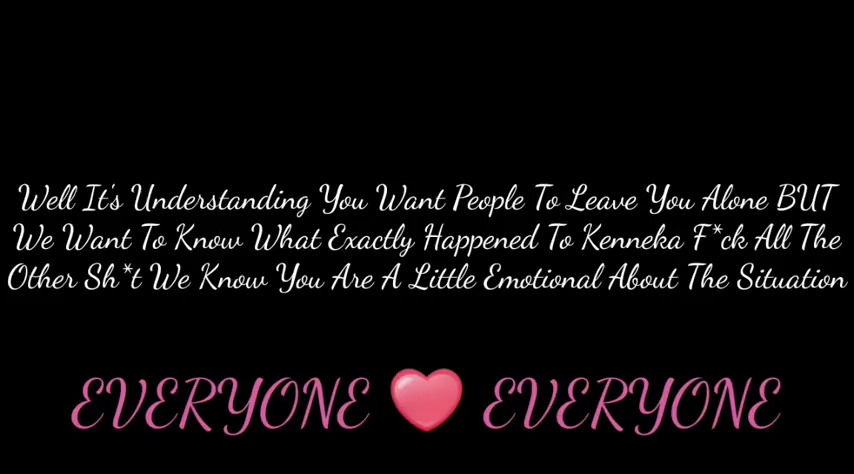 Well It's Understanding You Want People To Leave You Alone BUT
We Want To Know What Exactly Happened To Kenneka F*ck All The
Other Sh*t We Know You Are A Little Emotional About The Situation
EVERYONE ❤ EVERYONE